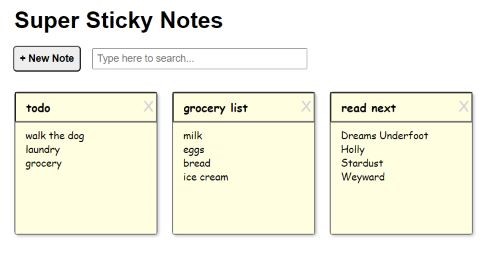 Super Sticky Notes
+ New Note
Type here to search...
todo
X
walk the dog
laundry
grocery
grocery list
X
milk
eggs
bread
ice cream
read next
X
Dreams Underfoot
Holly
Stardust
Weyward